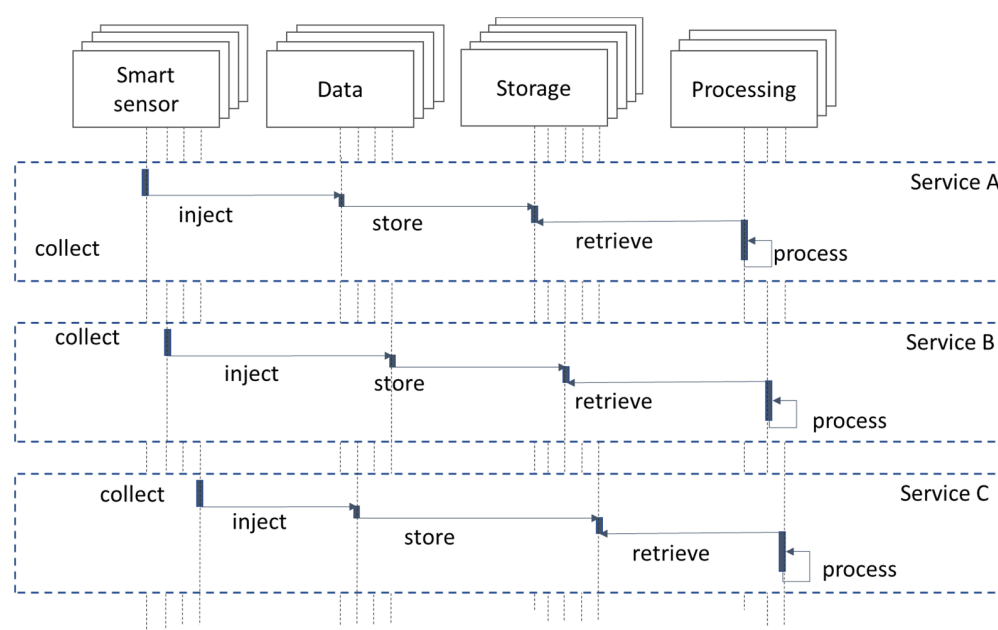 Smart
sensor
Data
Storage
Processing
Service A
inject
store
retrieve
collect
process
Service B
collect
inject
store
retrieve
process
Service C
collect
inject
store
retrieve
process